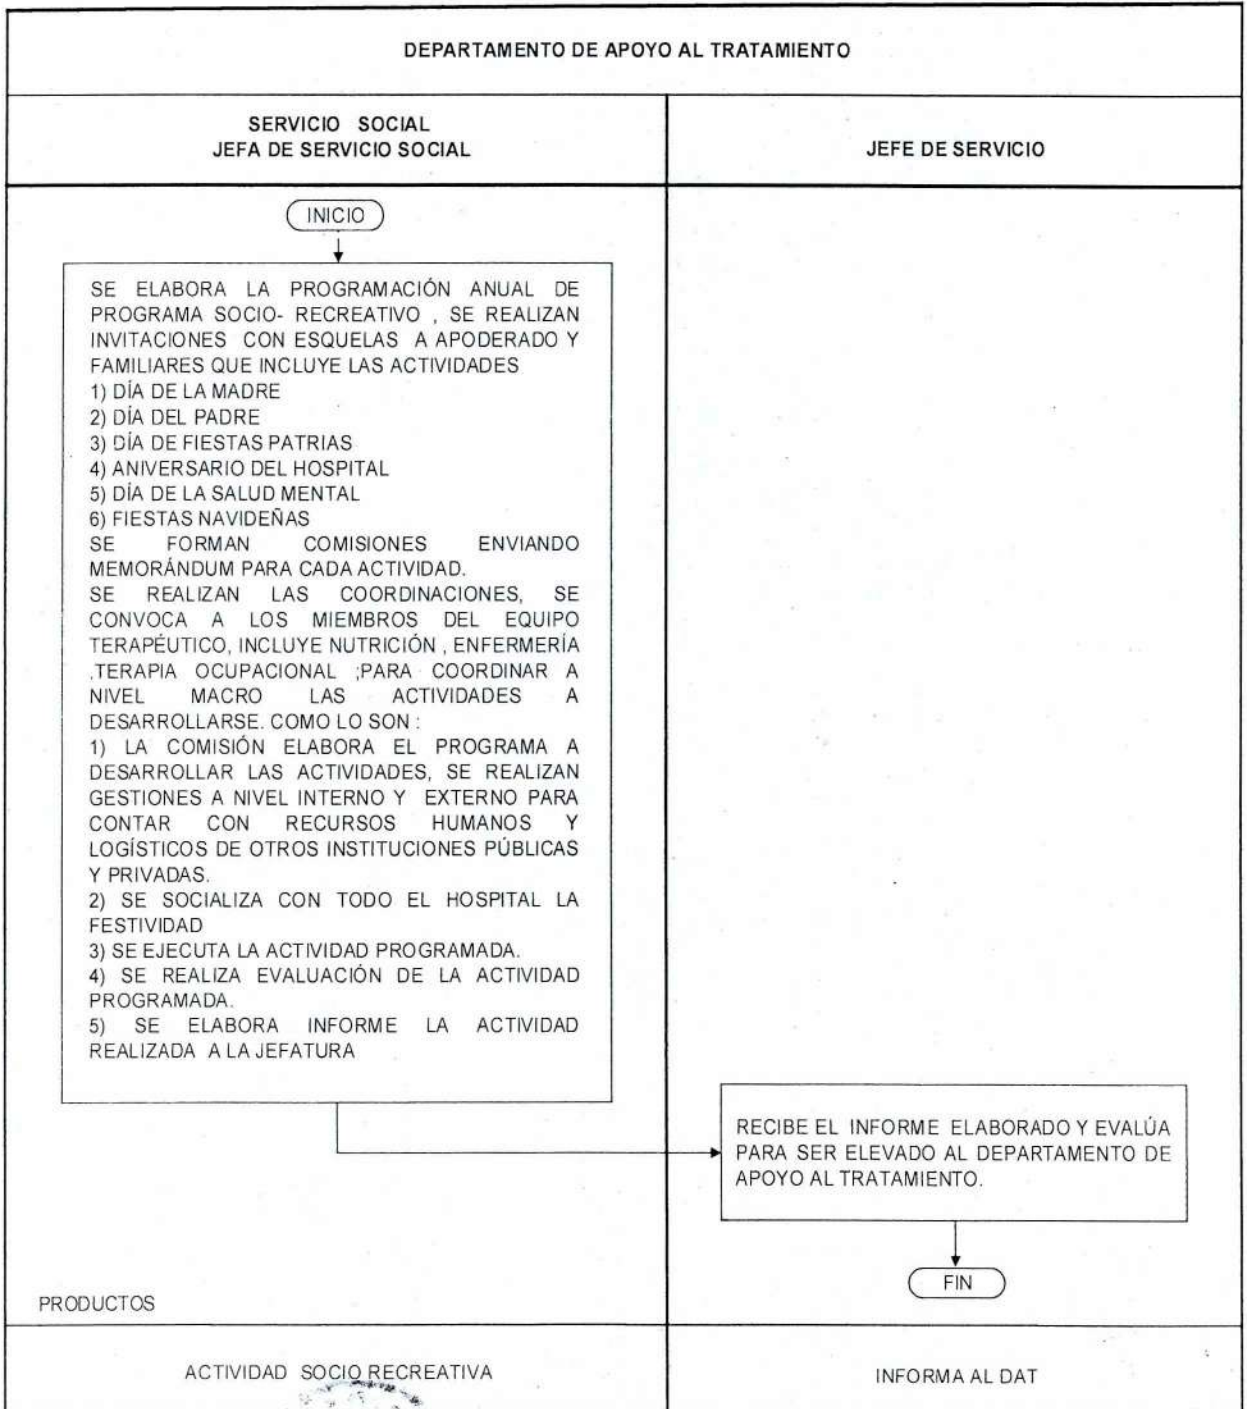 DEPARTAMENTO DE APOYO AL TRATAMIENTO
SERVICIO SOCIAL
JEFA DE SERVICIO SOCIAL
JEFE DE SERVICIO
INICIO
SE ELABORA LA PROGRAMACIÓN ANUAL DE
PROGRAMA SOCIO- RECREATIVO , SE REALIZAN
INVITACIONES CON ESQUELAS A APODERADO Y
FAMILIARES QUE INCLUYE LAS ACTIVIDADES
1) DÍA DE LA MADRE
2) DÍA DEL PADRE
3) DÍA DE FIESTAS PATRIAS
4) ANIVERSARIO DEL HOSPITAL
5) DÍA DE LA SALUD MENTAL
6) FIESTAS NAVIDEÑAS
SE FORMAN COMISIONES ENVIANDO
MEMORÁNDUM PARA CADA ACTIVIDAD.
SE REALIZAN LAS COORDINACIONES, SE
CONVOCA A LOS MIEMBROS DEL EQUIPO
TERAPÉUTICO, INCLUYE NUTRICIÓN , ENFERMERÍA
,TERAPIA OCUPACIONAL ;PARA COORDINAR A
NIVEL MACRO LAS ACTIVIDADES A
DESARROLLARSE. COMO LO SON :
1) LA COMISIÓN ELABORA EL PROGRAMA A
DESARROLLAR LAS ACTIVIDADES, SE REALIZAN
GESTIONES A NIVEL INTERNO Y EXTERNO PARA
CONTAR CON RECURSOS HUMANOS Y
LOGÍSTICOS DE OTROS INSTITUCIONES PÚBLICAS
Y PRIVADAS.
2) SE SOCIALIZA CON TODO EL HOSPITAL LA
FESTIVIDAD
3) SE EJECUTA LA ACTIVIDAD PROGRAMADA.
4) SE REALIZA EVALUACIÓN DE LA ACTIVIDAD
PROGRAMADA.
5) SE ELABORA INFORME LA ACTIVIDAD
REALIZADA A LA JEFATURA
RECIBE EL INFORME ELABORADO Y EVALÚA
PARA SER ELEVADO AL DEPARTAMENTO DE
APOYO AL TRATAMIENTO.
FIN
PRODUCTOS
ACTIVIDAD SOCIO RECREATIVA
INFORMA AL DAT